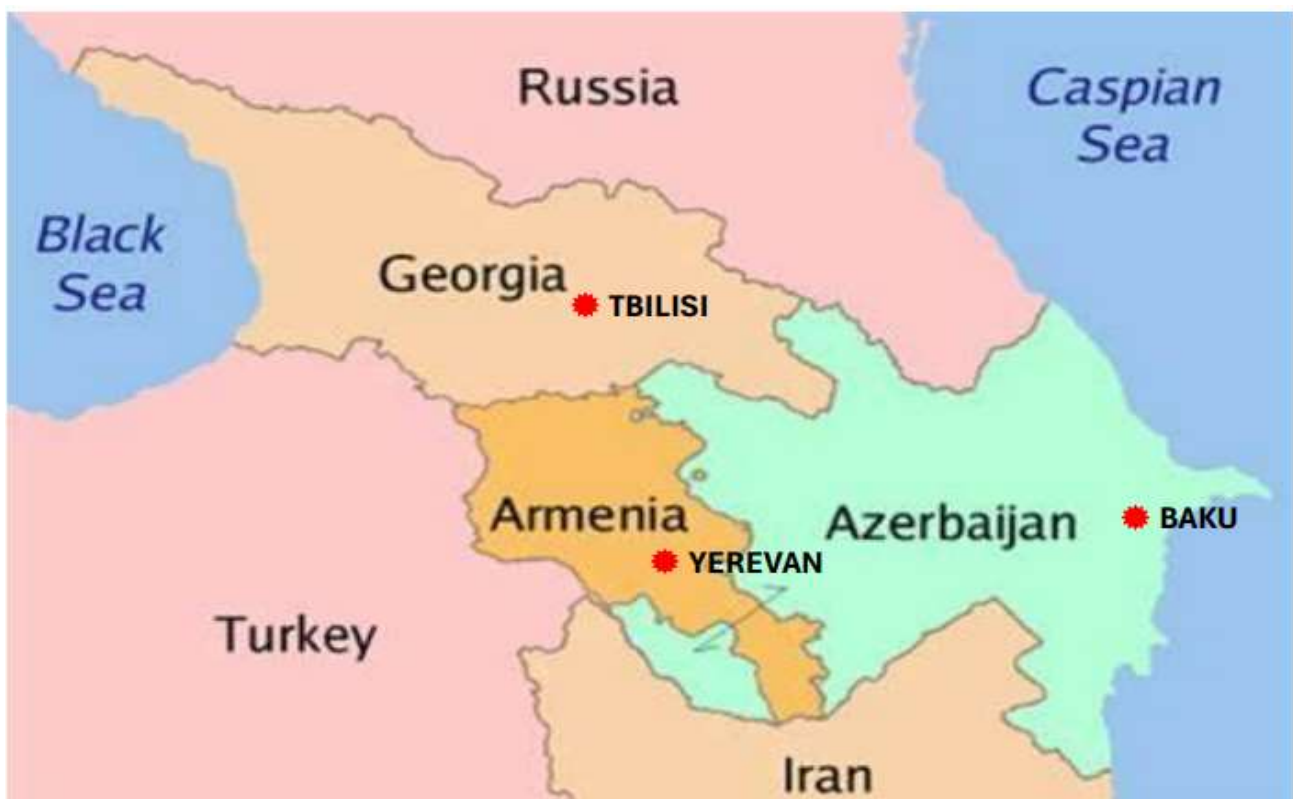 Russia
Caspian
Sea
Black
Sea
Georgia
TBILISI
Armenia
Azerbaijan
BAKU
YEREVAN
Turkey
Iran